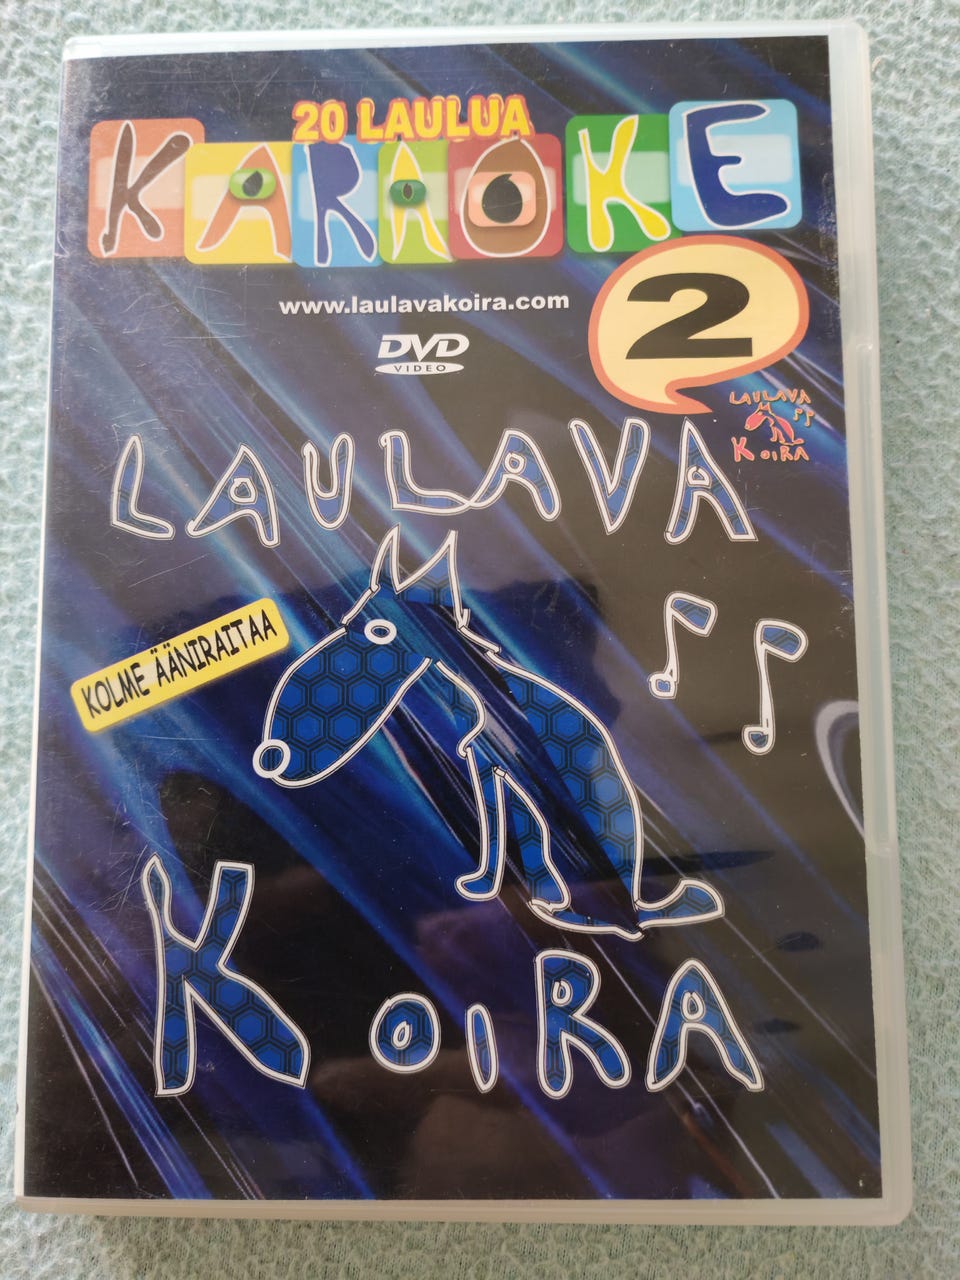 20 LAULUA
KARAOKE
2
www.laulavakoira.com
DVD
VIDEO
LAULAVA
KOIRA
LAULAVA
KOLME ÄÄNIRAITAA
KOIRA